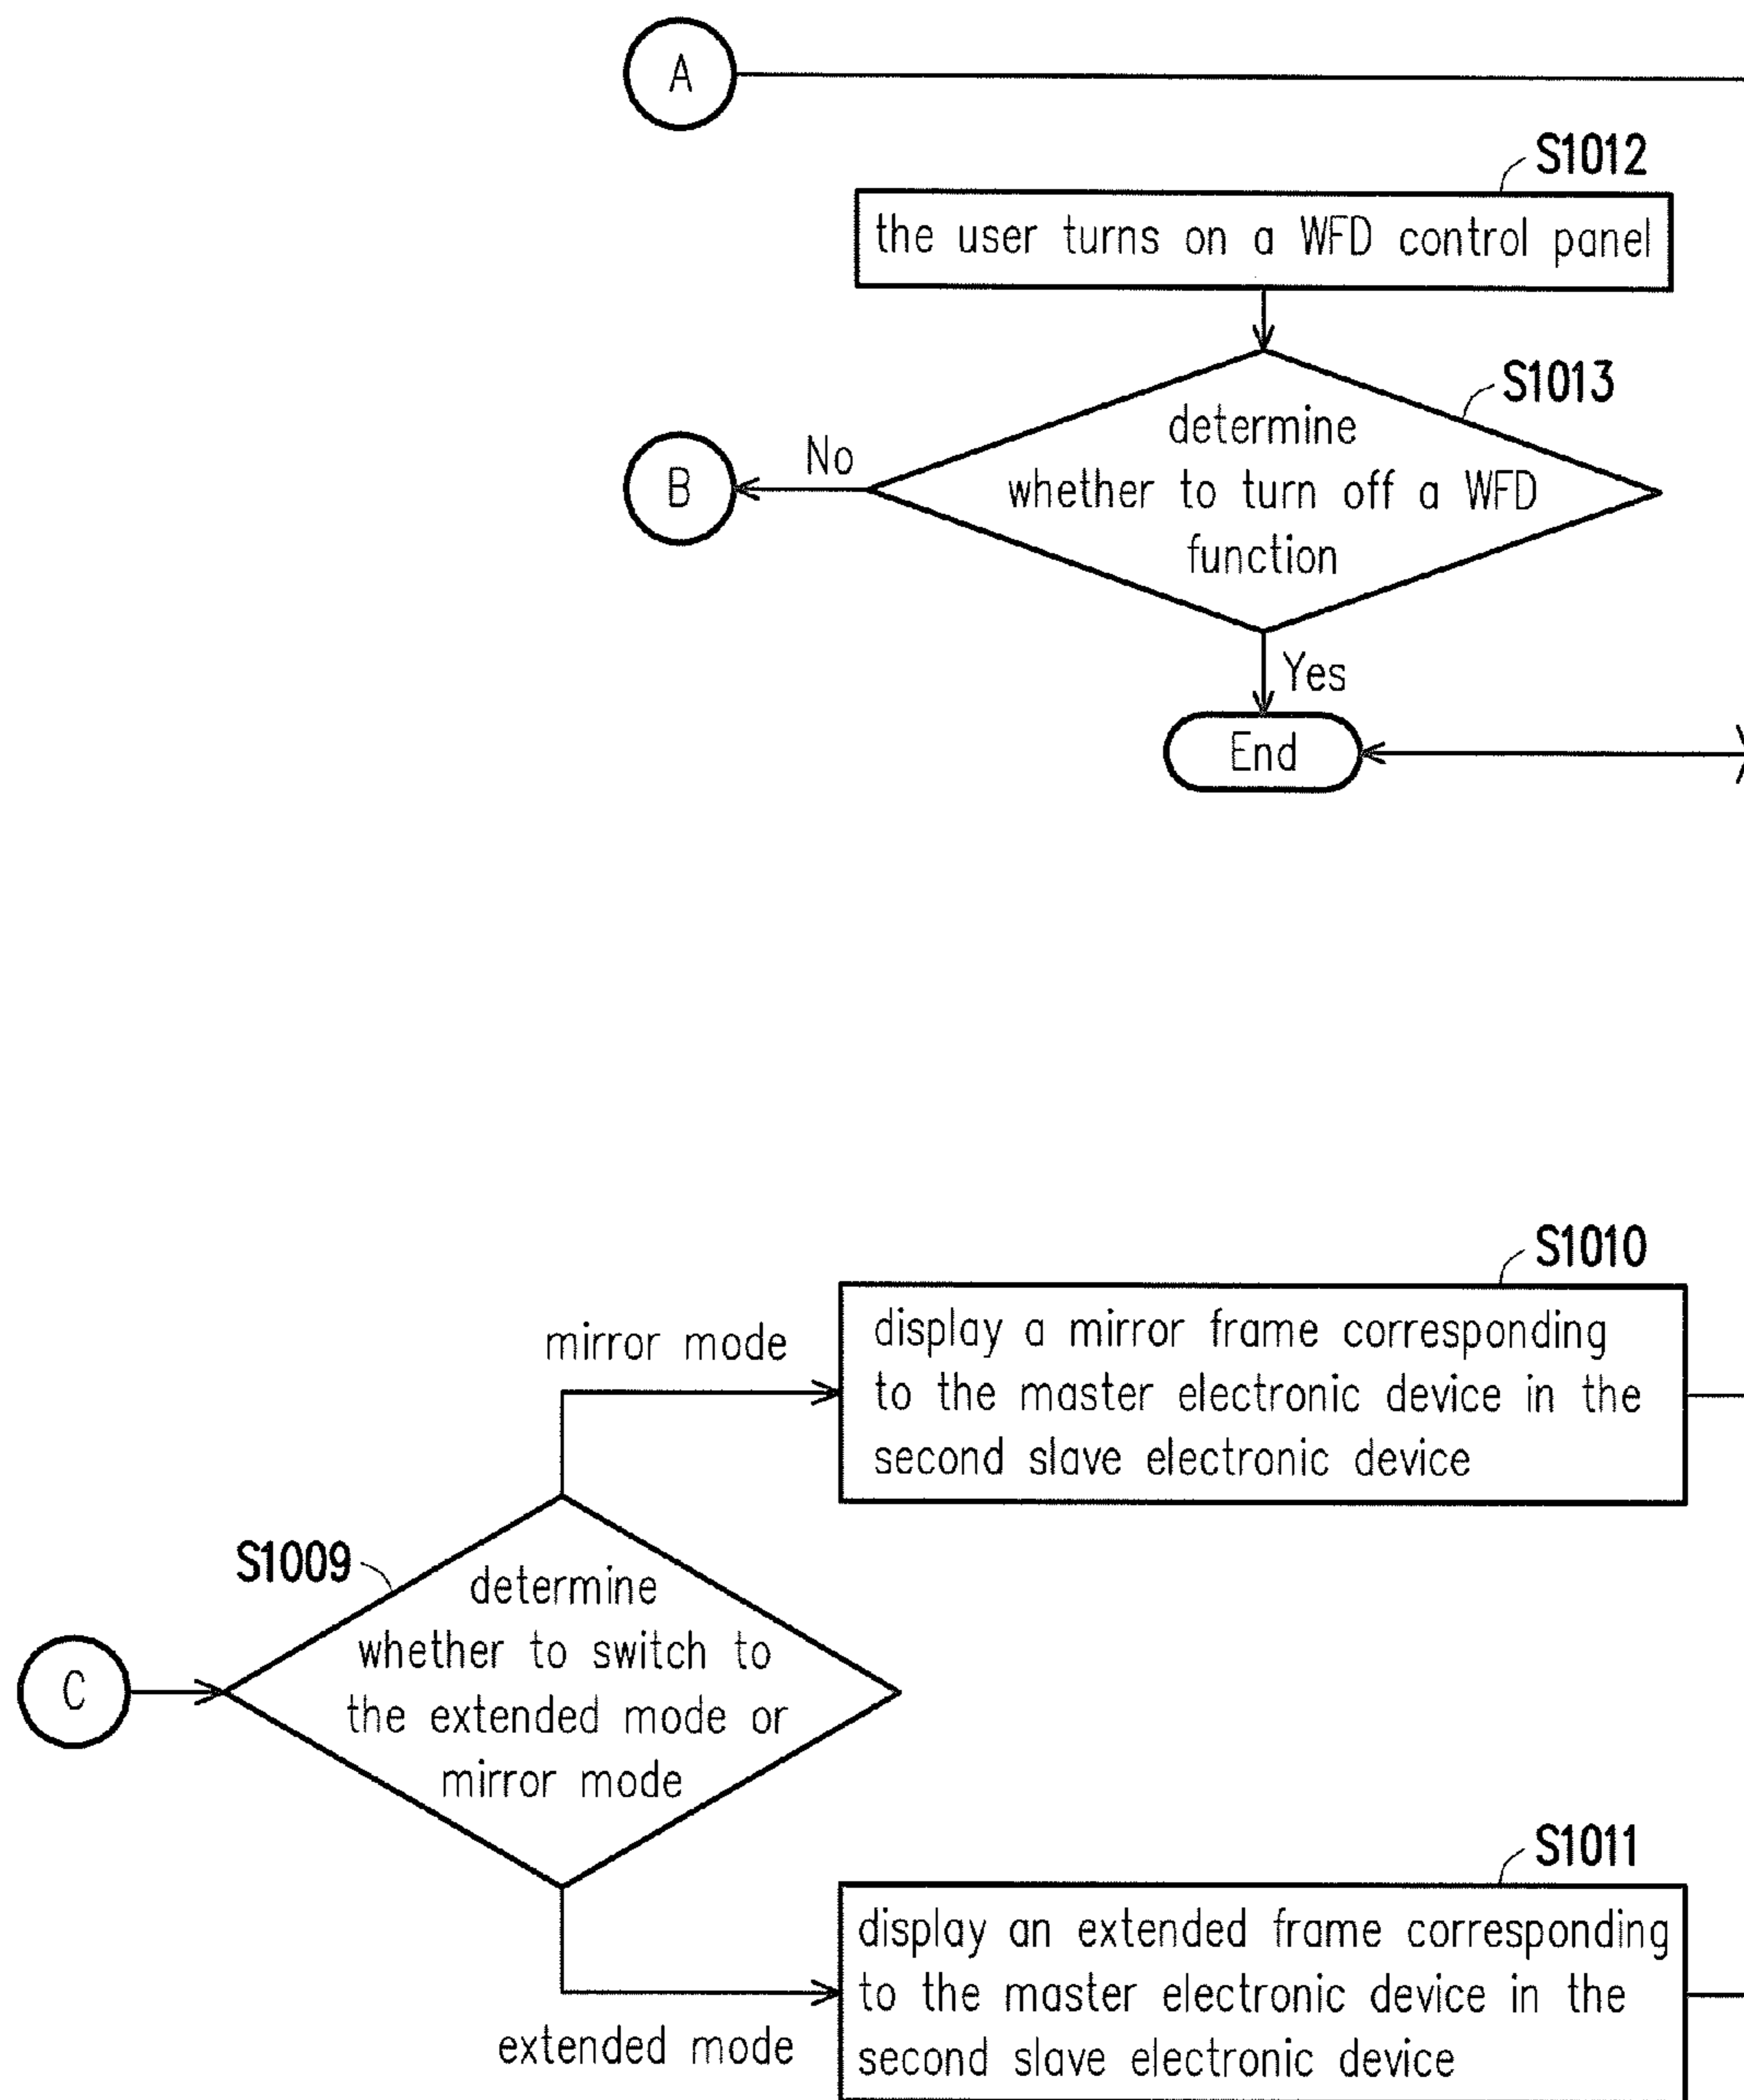 A
S1012
the user turns on a WFD control panel
S1013
determine
whether to turn off a WFD
function
No
B
Yes
End
S1010
mirror mode
display a mirror frame corresponding
to the master electronic device in the
second slave electronic device
S1009
determine
whether to switch to
the extended mode or
mirror mode
C
S1011
display an extended frame corresponding
to the master electronic device in the
second slave electronic device
extended mode